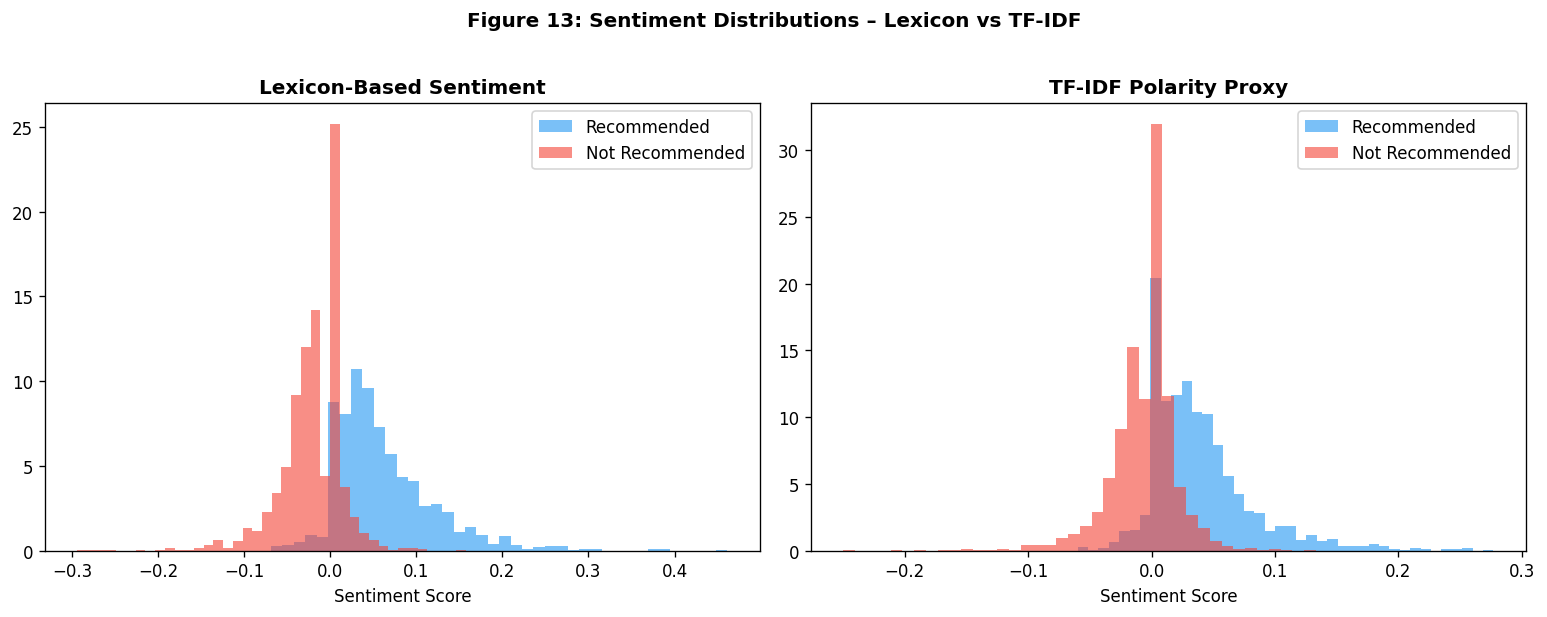 Figure 13: Sentiment Distributions – Lexicon vs TF-IDF
Lexicon-Based Sentiment
Recommended
Not Recommended
25
20
15
10
5
0
−0.3 −0.2 −0.1 0.0 0.1 0.2 0.3 0.4
Sentiment Score
TF-IDF Polarity Proxy
Recommended
Not Recommended
30
25
20
15
10
5
0
−0.2 −0.1 0.0 0.1 0.2 0.3
Sentiment Score